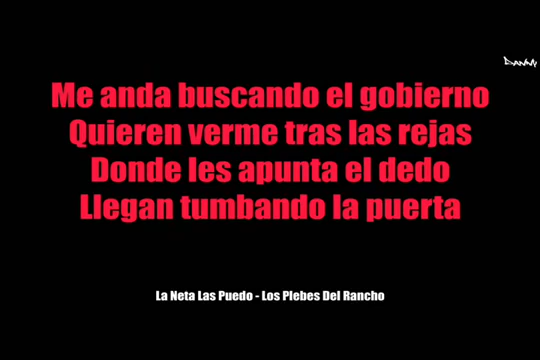 Me anda buscando el gobierno
Quieren verme tras las rejas
Donde les apunta el dedo
Llegan tumbando la puerta
La Neta Las Puedo - Los Plebes Del Rancho